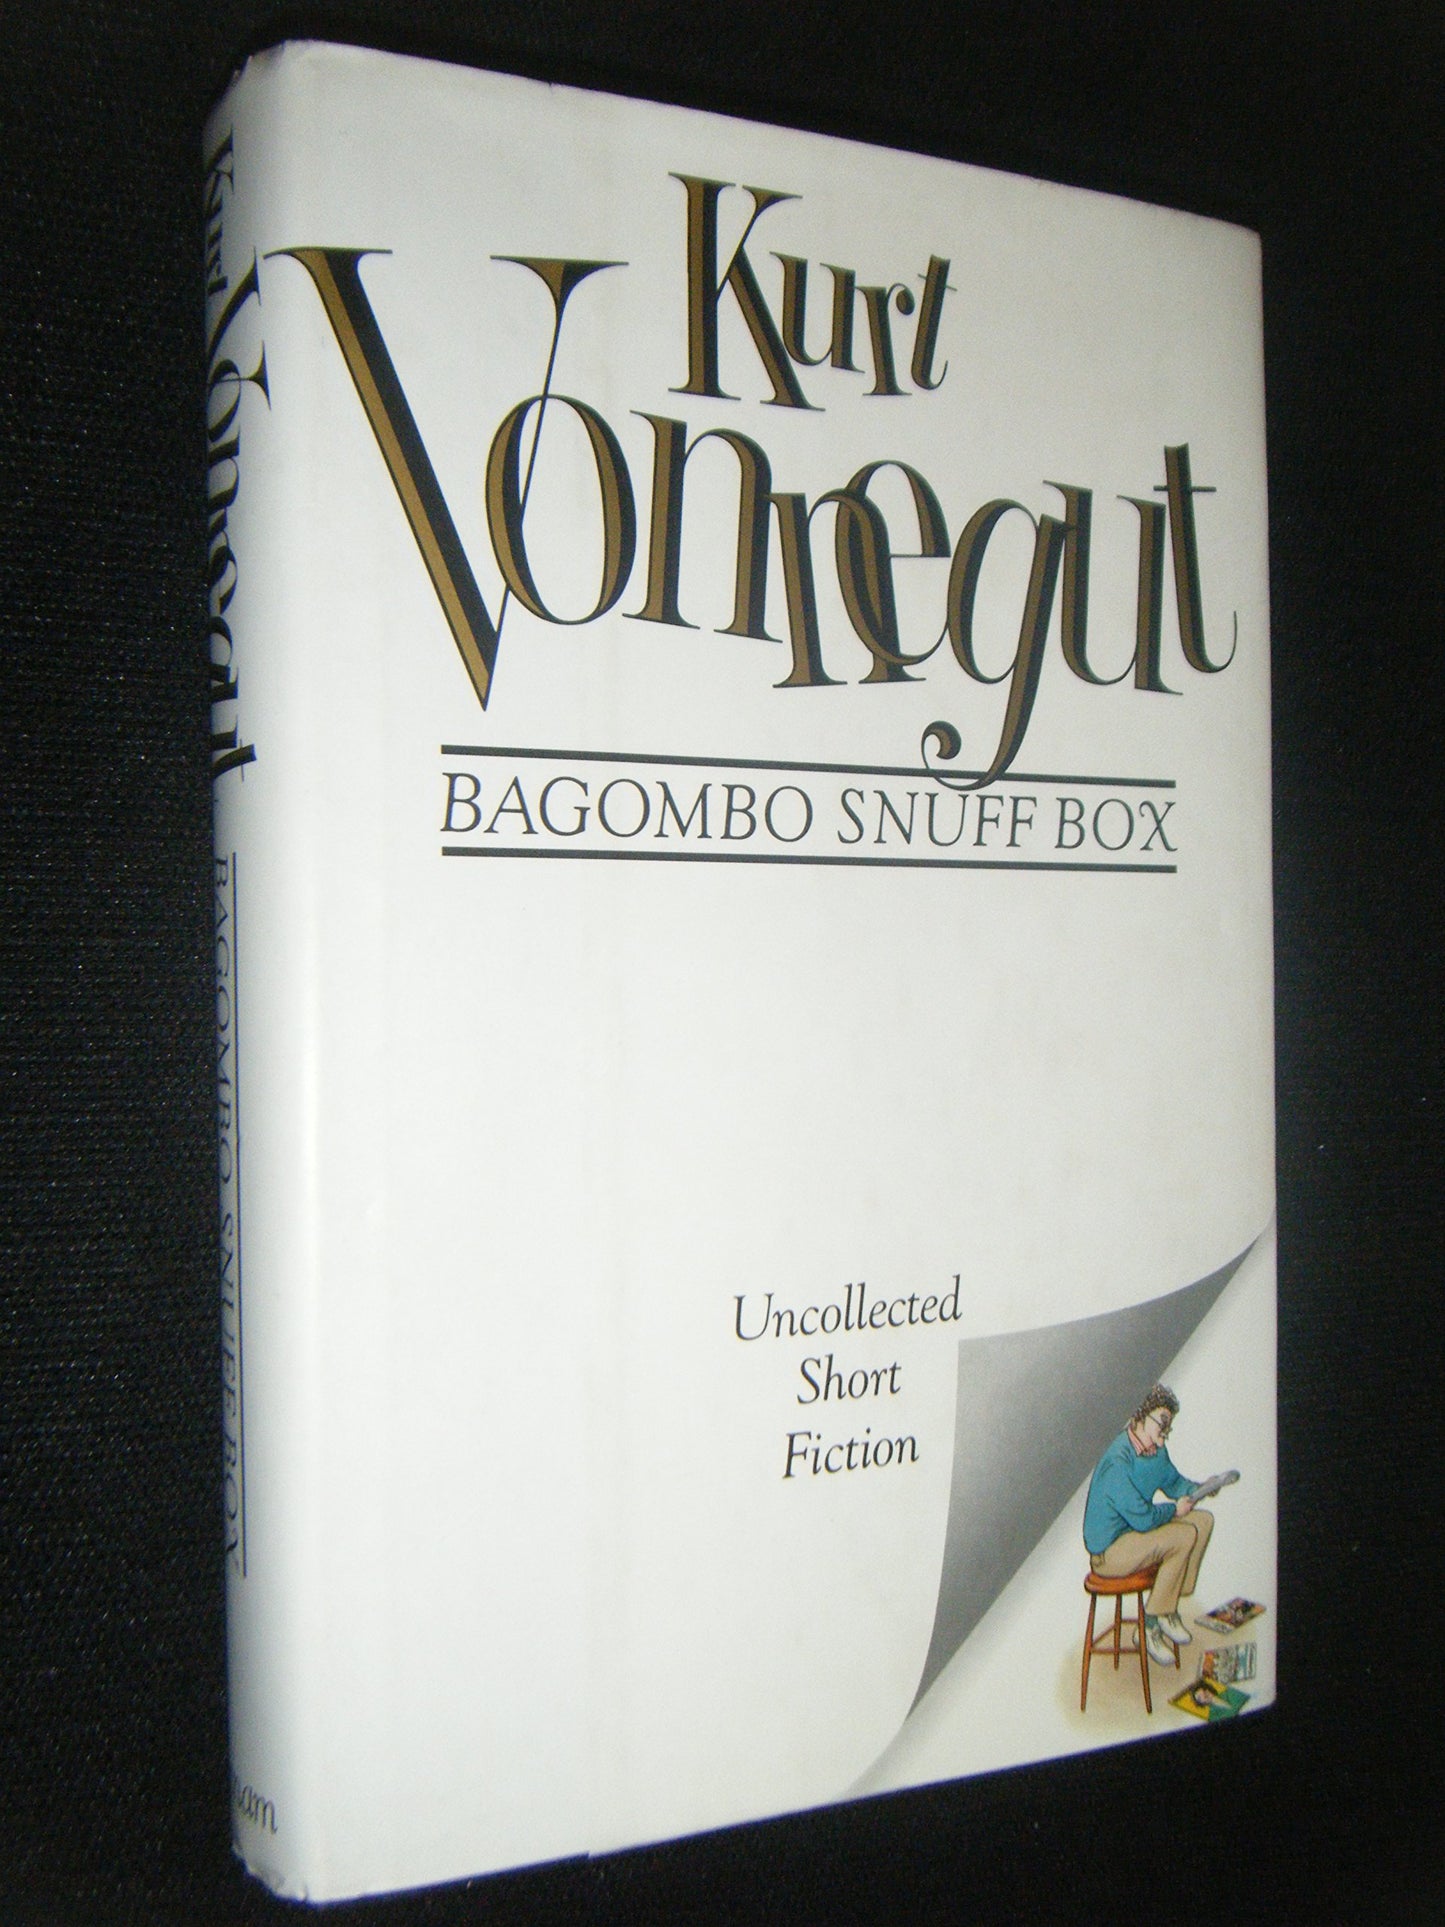 Kurt
Vonnegut
BAGOMBO SNUFF BOX
Uncollected
Short
Fiction
Kurt Vonnegut BAGOMBO SNUFF BOX